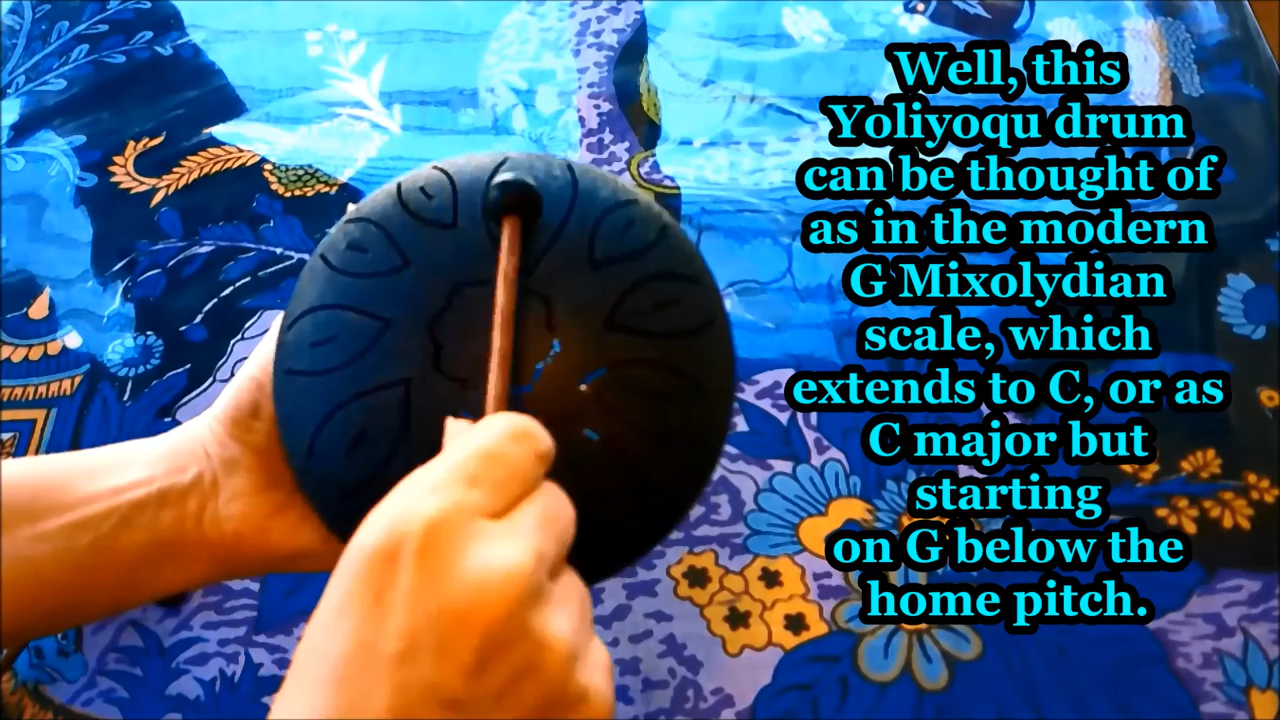 Well, this
Yoliyoqu drum
can be thought of
as in the modern
G Mixolydian
scale, which
extends to C, or as
C major but
starting
on G below the
home pitch.